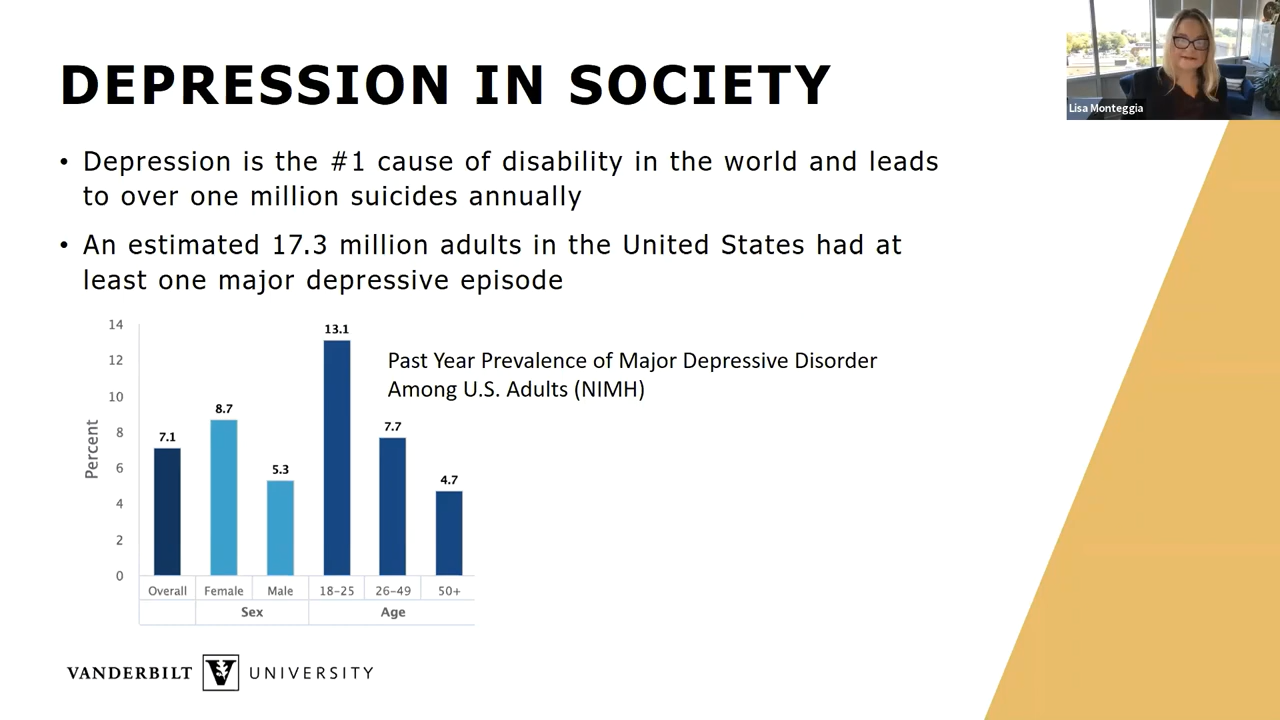 DEPRESSION IN SOCIETY
Lisa Monteggia
• Depression is the #1 cause of disability in the world and leads
to over one million suicides annually
• An estimated 17.3 million adults in the United States had at
least one major depressive episode
Past Year Prevalence of Major Depressive Disorder
Among U.S. Adults (NIMH)
Percent
14
12
10
8
6
4
2
0
7.1
8.7
5.3
13.1
7.7
4.7
Overall Female Male 18-25 26-49 50+
Sex Age
VANDERBILT V UNIVERSITY